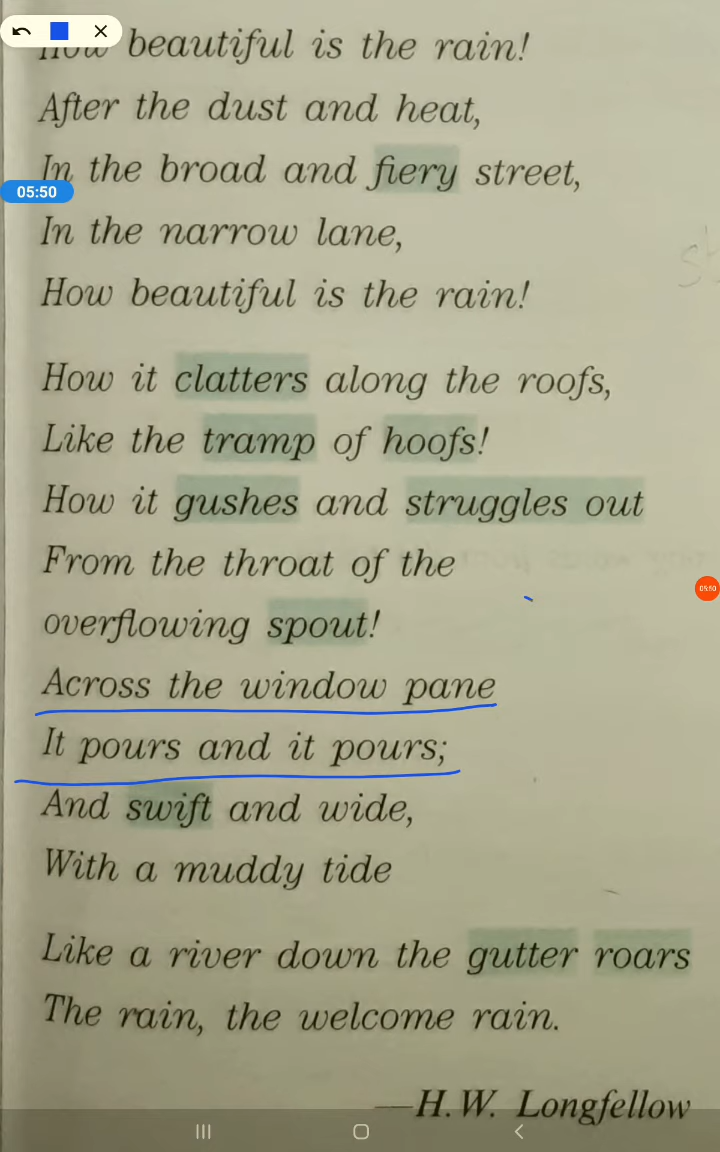 How beautiful is the rain!
After the dust and heat,
In the broad and fiery street,
05:50
In the narrow lane,
How beautiful is the rain!
How it clatters along the roofs,
Like the tramp of hoofs!
How it gushes and struggles out
From the throat of the
05:50
overflowing spout!
Across the window pane
It pours and it pours;
And swift and wide,
With a muddy tide
Like a river down the gutter roars
The rain, the welcome rain.
—H. W. Longfellow